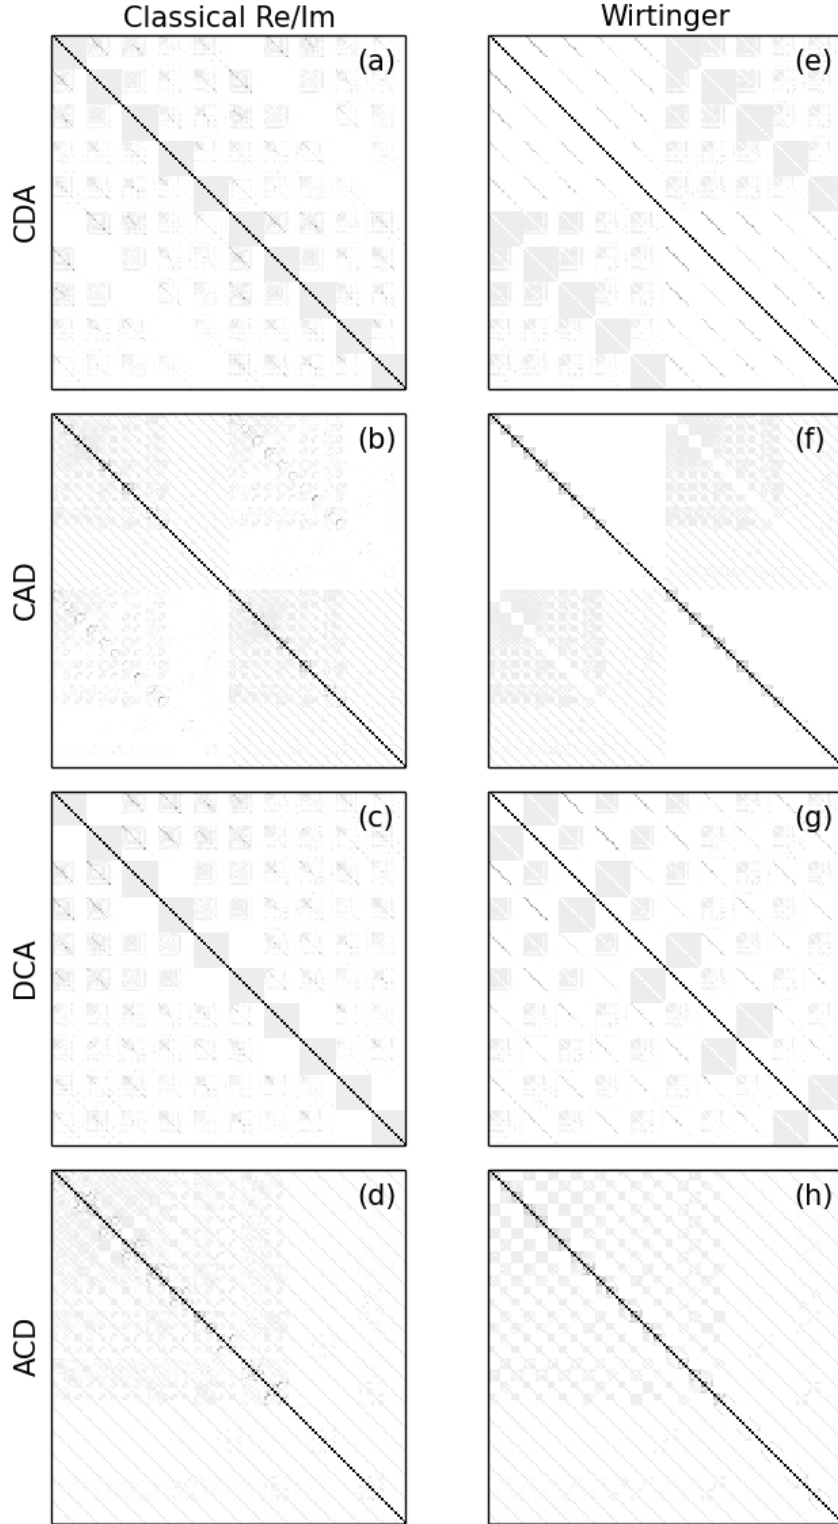 Classical Re/Im Wirtinger
CDA (a) (e)
CAD (b) (f)
DCA (c) (g)
ACD (d) (h)